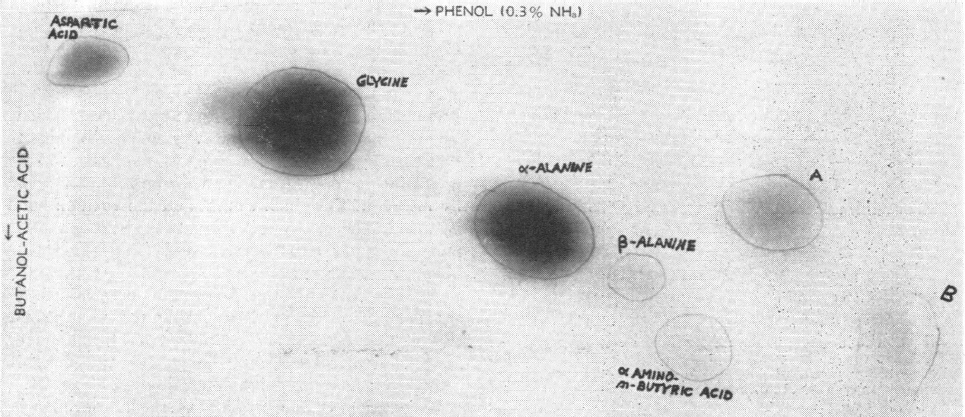 → PHENOL (0.3% NH₃)
ASPARTIC
ACID
GLYCINE
α-ALANINE
A
β-ALANINE
← BUTANOL-ACETIC ACID
B
α AMINO-
n-BUTYRIC ACID